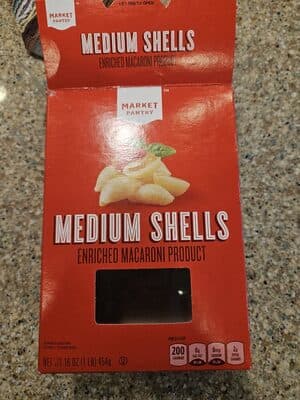 MARKET
PANTRY
MEDIUM SHELLS
ENRICHED MACARONI PRODUCT
MARKET
PANTRY
MEDIUM SHELLS
ENRICHED MACARONI PRODUCT
200
CALORIES
NET WT 16 OZ (1 LB) 454g